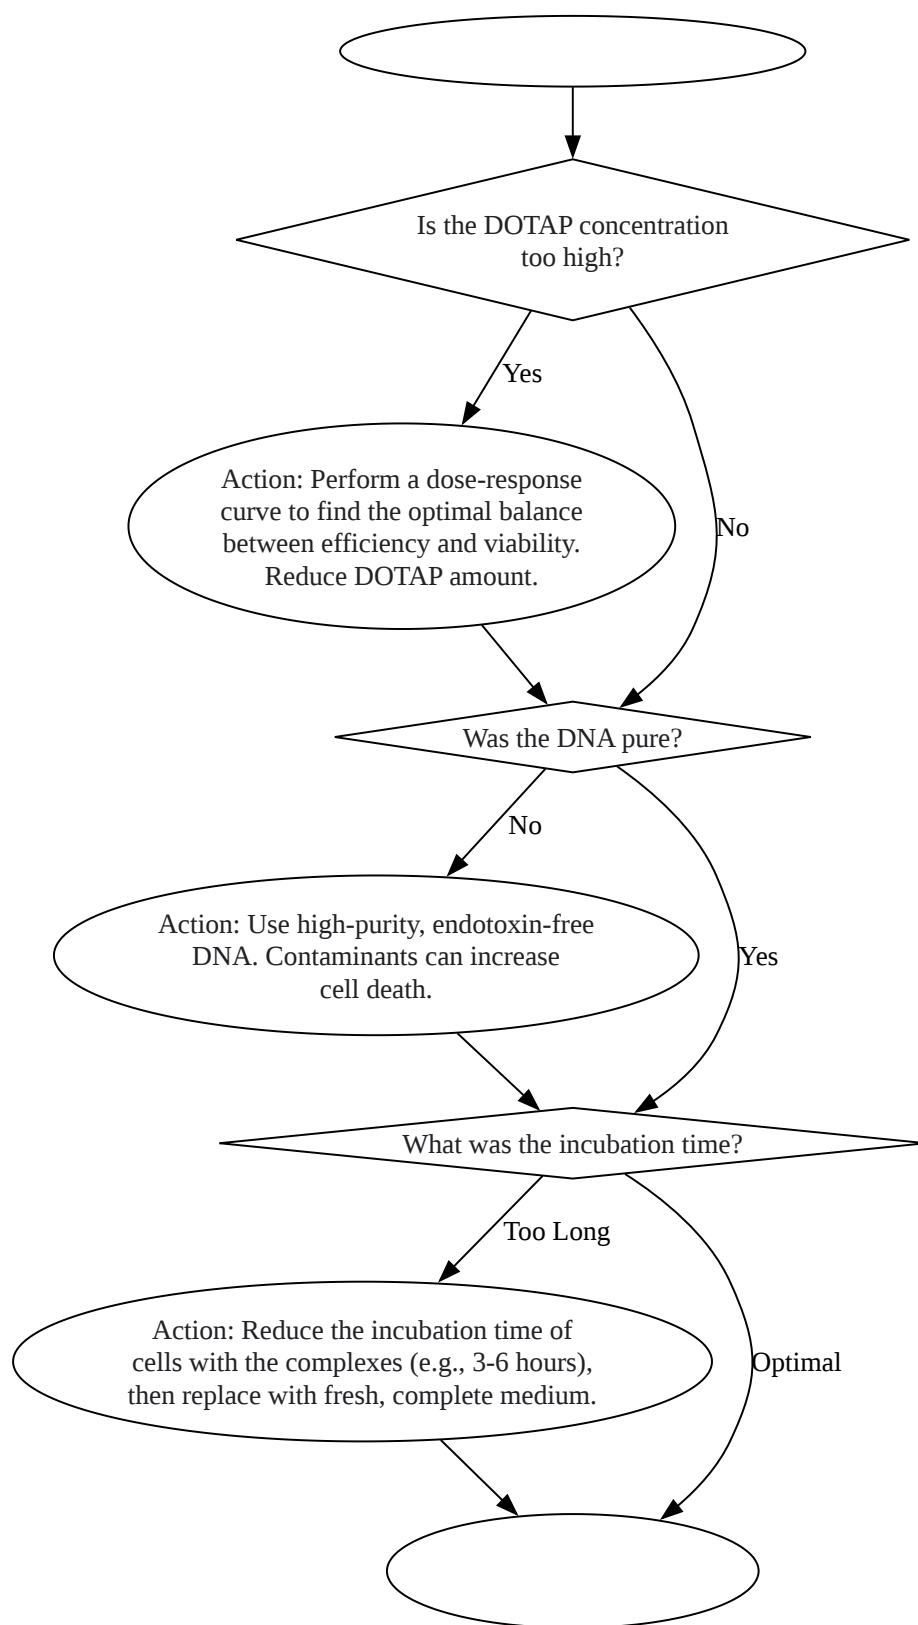 Is the DOTAP concentration
too high?
Yes
Action: Perform a dose-response
curve to find the optimal balance
between efficiency and viability.
Reduce DOTAP amount.
No
Was the DNA pure?
No
Action: Use high-purity, endotoxin-free
DNA. Contaminants can increase
cell death.
Yes
What was the incubation time?
Too Long
Action: Reduce the incubation time of
cells with the complexes (e.g., 3-6 hours),
then replace with fresh, complete medium.
Optimal